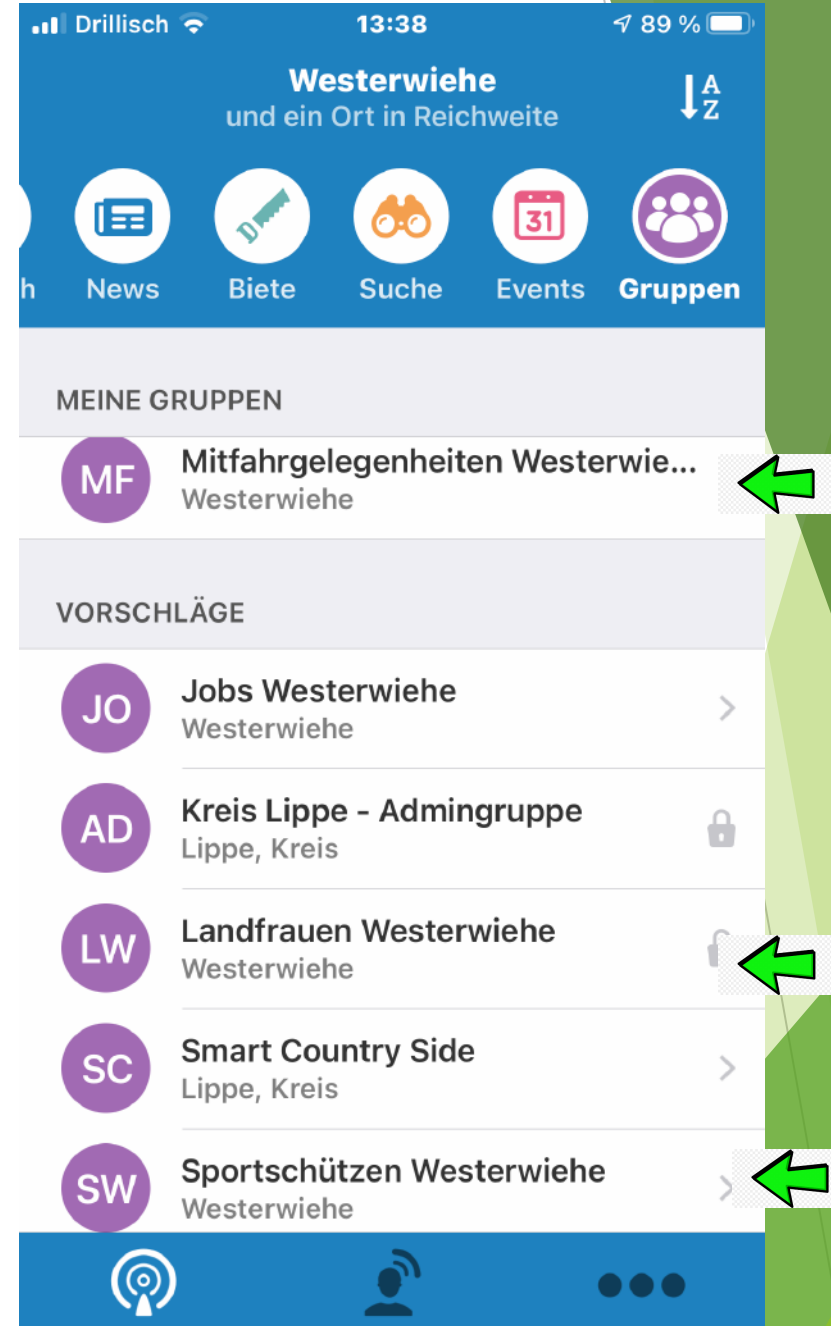 Drillisch 13:38 89 %
Westerwiehe
und ein Ort in Reichweite
A
Z
31
h News Biete Suche Events Gruppen
MEINE GRUPPEN
MF Mitfahrgelegenheiten Westerwie...
Westerwiehe
VORSCHLÄGE
JO Jobs Westerwiehe
Westerwiehe
AD Kreis Lippe - Admingruppe
Lippe, Kreis
LW Landfrauen Westerwiehe
Westerwiehe
SC Smart Country Side
Lippe, Kreis
SW Sportschützen Westerwiehe
Westerwiehe